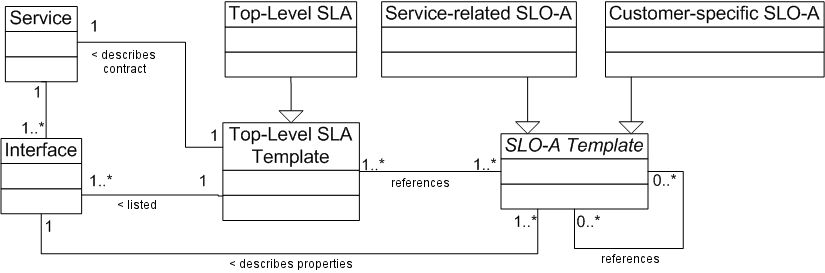 Service
Top-Level SLA
Service-related SLO-A
Customer-specific SLO-A
1
< describes
contract
1
1..*
1
Interface
Top-Level SLA
Template
SLO-A Template
1..*
1..*
references
1..*
1
< listed
0..*
1
1..*
0..*
references
< describes properties